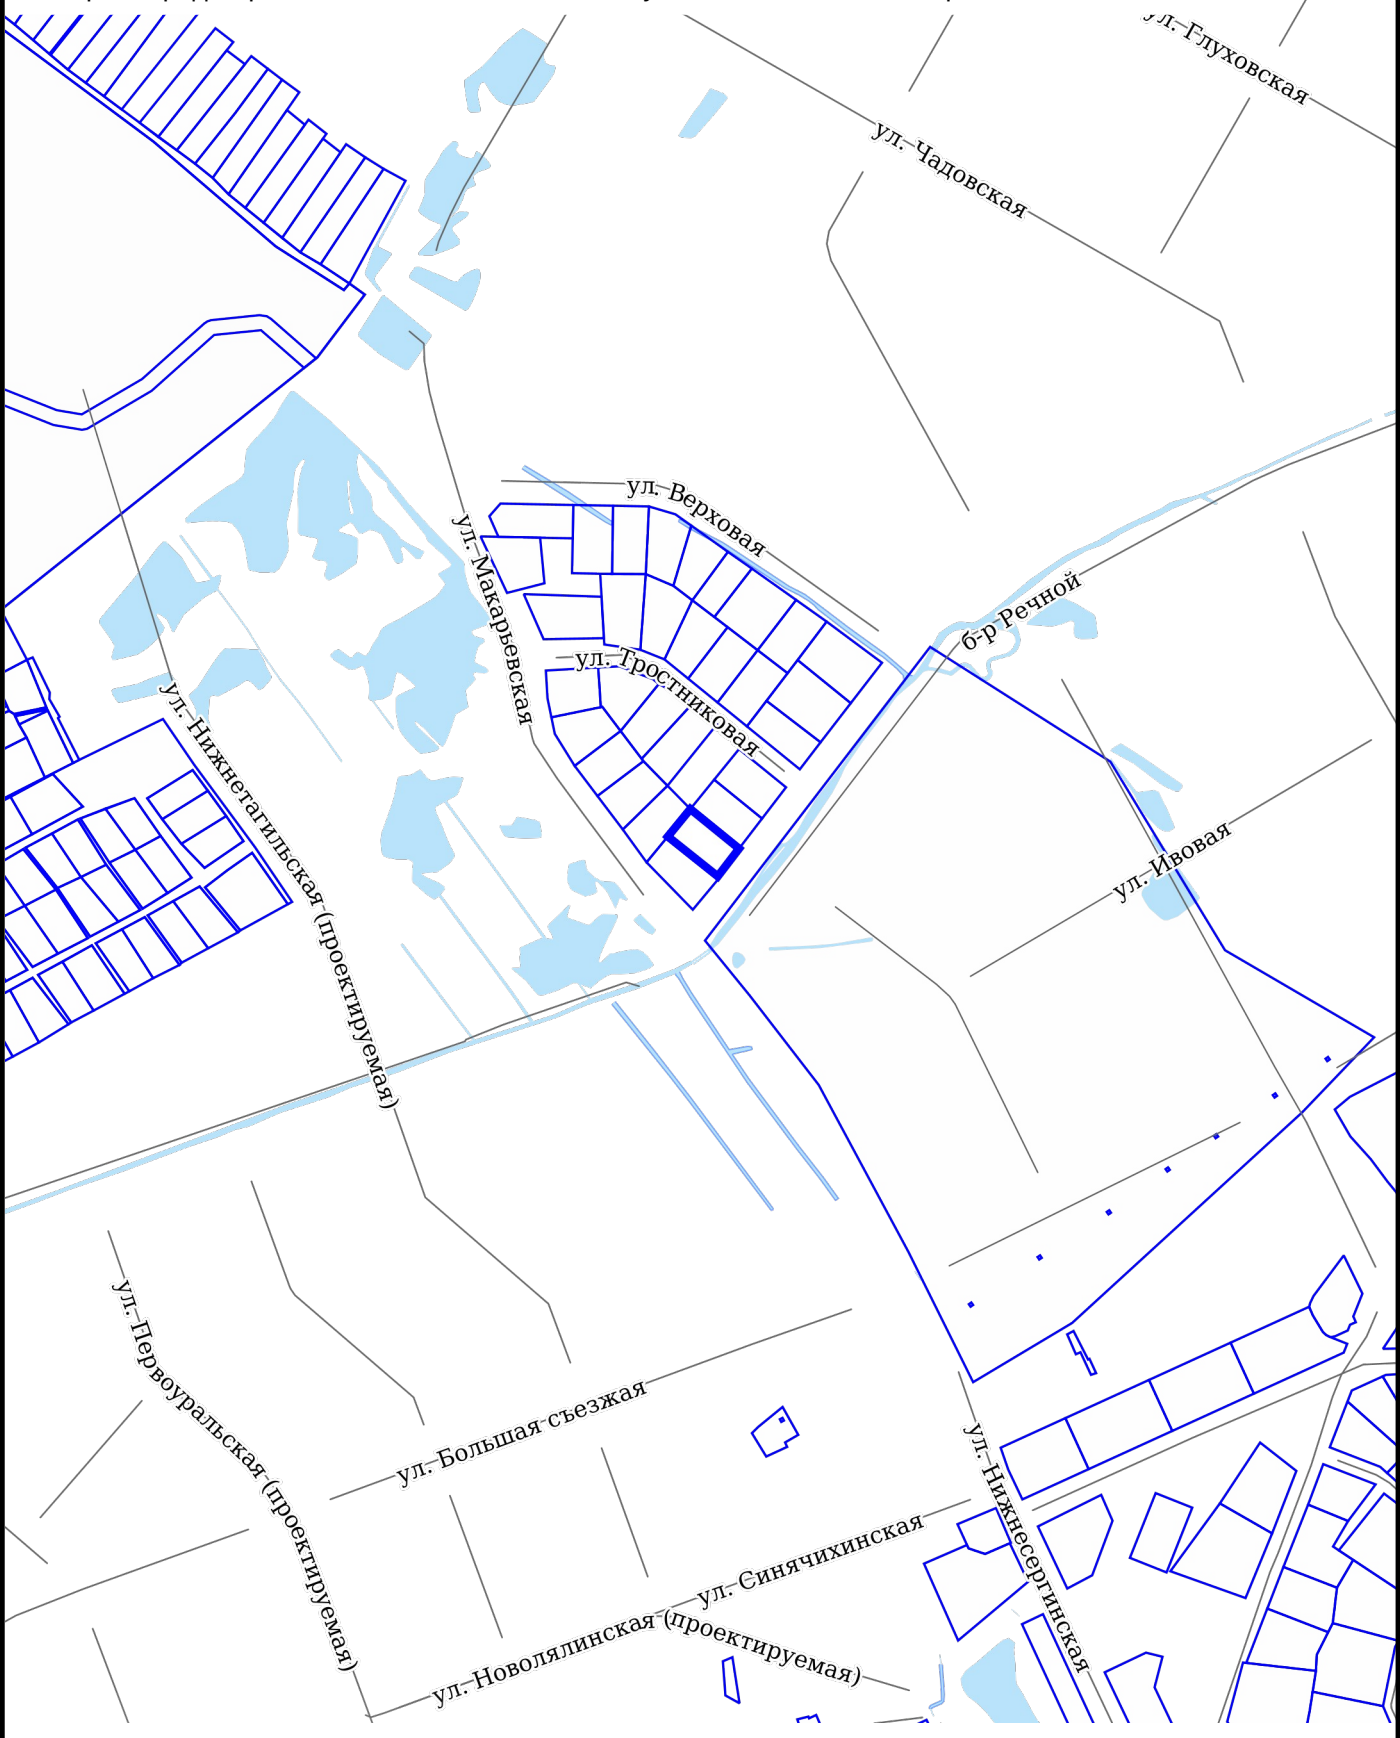 ул. Глуховская
ул. Чадовская
ул. Верховая
ул. Макарьевская
б-р Речной
ул. Тростниковая
ул. Нижнетагильская (проектируемая)
ул. Ивовая
ул. Первоуральская (проектируемая)
ул. Большая съезжая
ул. Нижнесергинская
ул. Синячихинская
ул. Новолялинская (проектируемая)